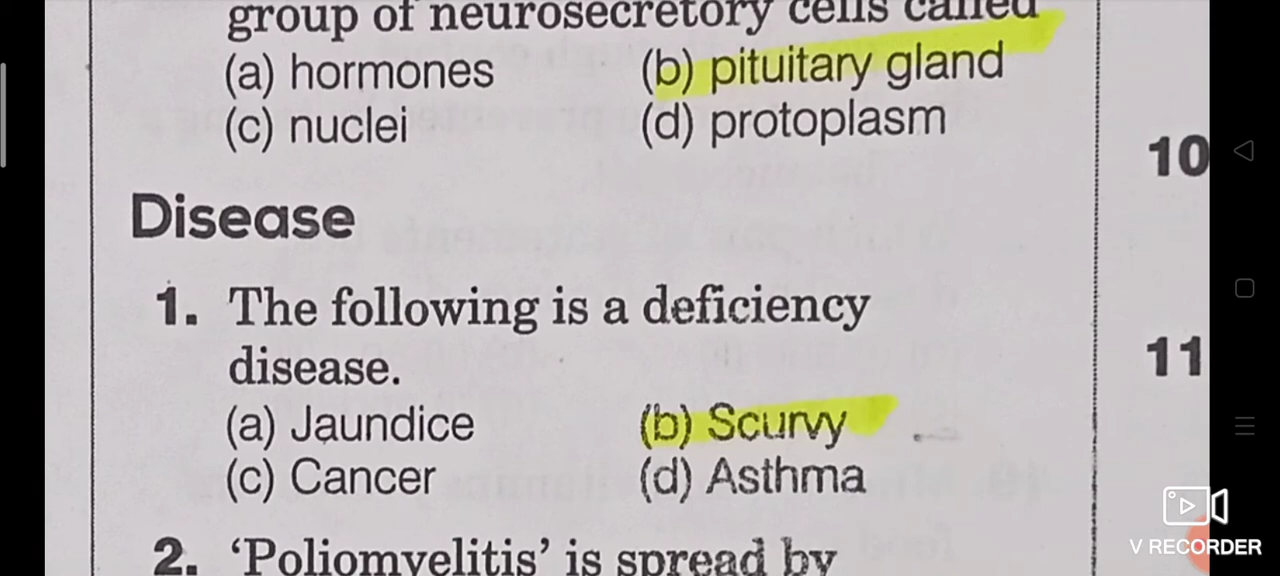 group of neurosecretory cells called
(a) hormones (b) pituitary gland
(c) nuclei (d) protoplasm
10
Disease
1. The following is a deficiency
disease.
11
(a) Jaundice (b) Scurvy
(c) Cancer (d) Asthma
2. ‘Poliomyelitis’ is spread by
V RECORDER